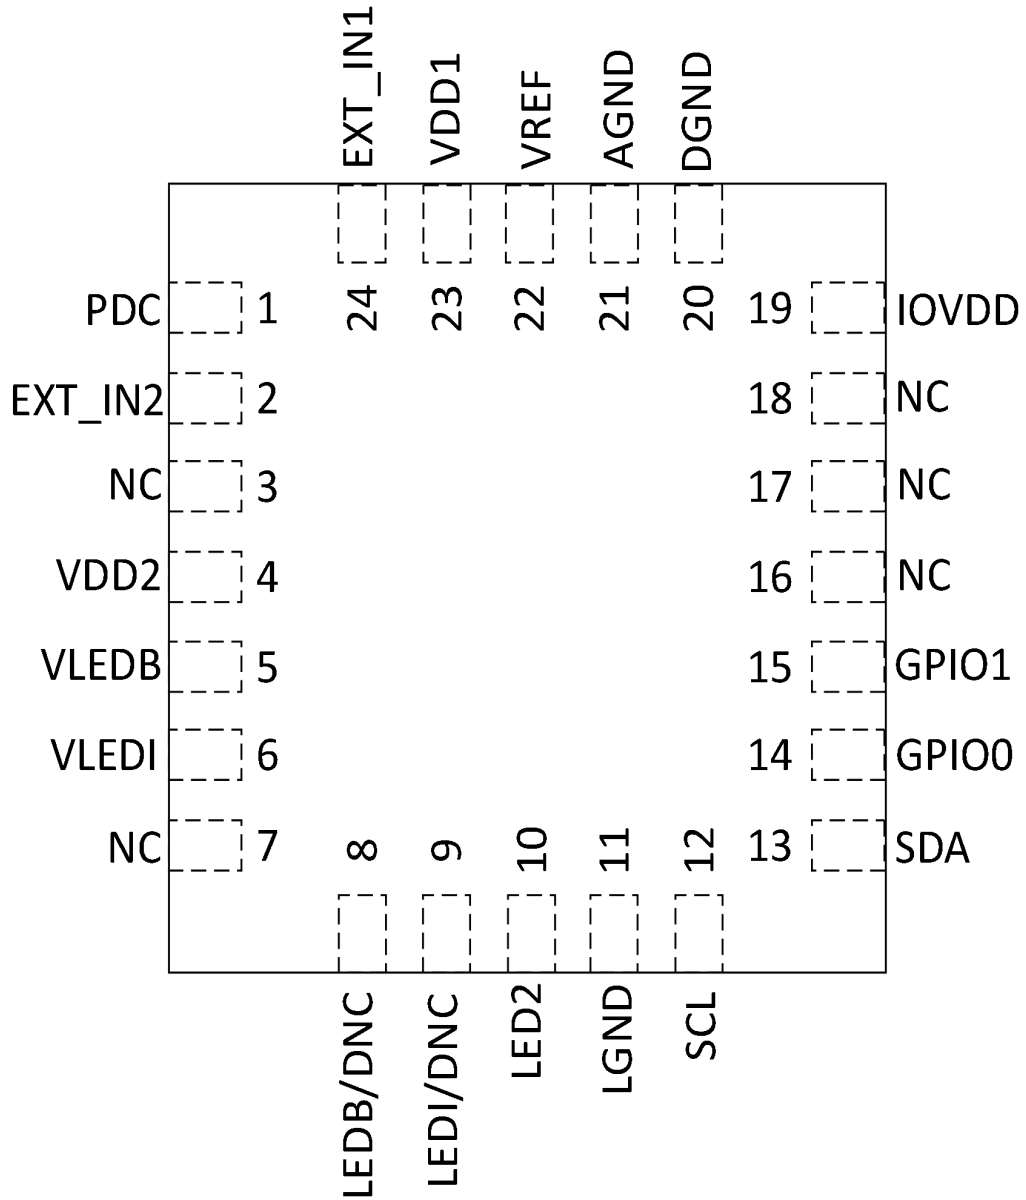 EXT_IN1
VDD1
VREF
AGND
DGND
24
23
22
21
20
PDC 1
19 IOVDD
EXT_IN2 2
18 NC
NC 3
17 NC
VDD2 4
16 NC
VLEDB 5
15 GPIO1
VLEDI 6
14 GPIO0
NC 7
13 SDA
8
9
10
11
12
LEDB/DNC
LEDI/DNC
LED2
LGND
SCL